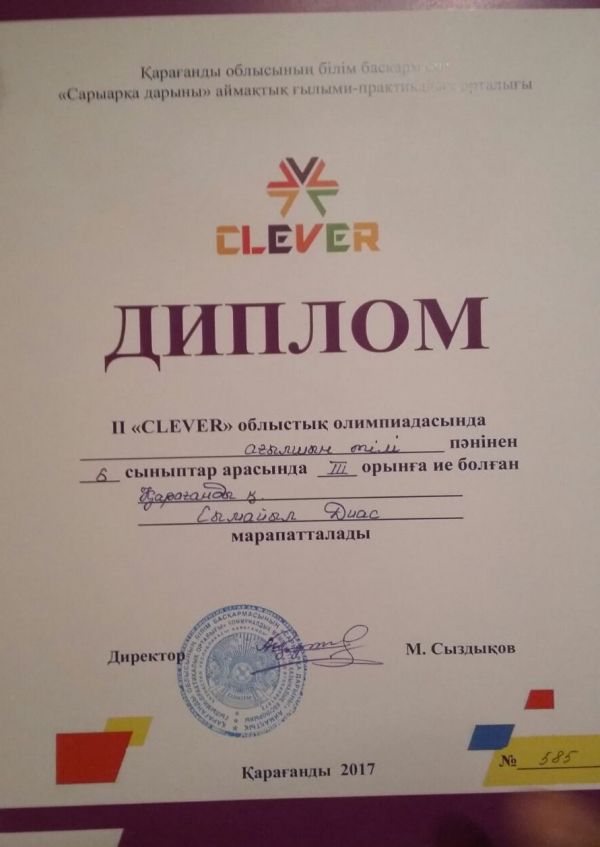 Қарағанды облысының білім басқармасы
«Сарыарқа дарыны» аймақтық ғылыми-практикалық орталығы
CLEVER
ДИПЛОМ
II «CLEVER» облыстық олимпиадасында
ағылшын тілі пәнінен
6 сыныптар арасында III орынға ие болған
Қарағанды қ.
Сымайыл Диас
марапатталады
Директор М. Сыздықов
Қарағанды 2017
№ 585